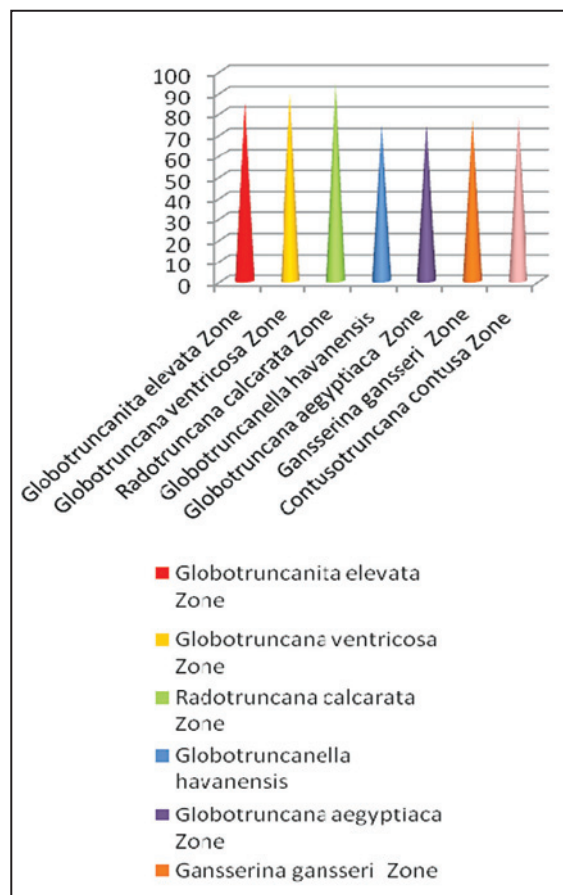 100
90
80
70
60
50
40
30
20
10
0
Globotruncanita elevata Zone
Globotruncana ventricosa Zone
Radotruncana calcarata Zone
Globotruncanella havanensis
Globotruncana aegyptiaca Zone
Gansserina gansseri Zone
Contusotruncana contusa Zone
Globotruncanita elevata
Zone
Globotruncana ventricosa
Zone
Radotruncana calcarata
Zone
Globotruncanella
havanensis
Globotruncana aegyptiaca
Zone
Gansserina gansseri Zone